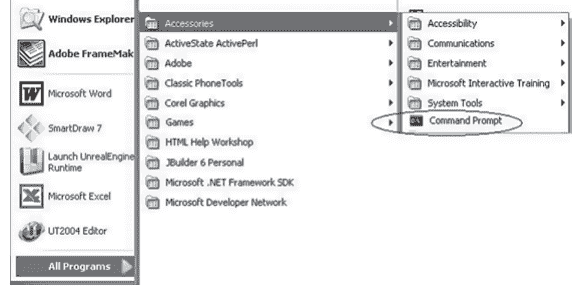 Windows Explorer
Adobe FrameMak
Microsoft Word
SmartDraw 7
Launch UnrealEngine
Runtime
Microsoft Excel
UT2004 Editor
All Programs
Accessories
ActiveState ActivePerl
Adobe
Classic PhoneTools
Corel Graphics
Games
HTML Help Workshop
JBuilder 6 Personal
Microsoft .NET Framework SDK
Microsoft Developer Network
Accessibility
Communications
Entertainment
Microsoft Interactive Training
System Tools
Command Prompt